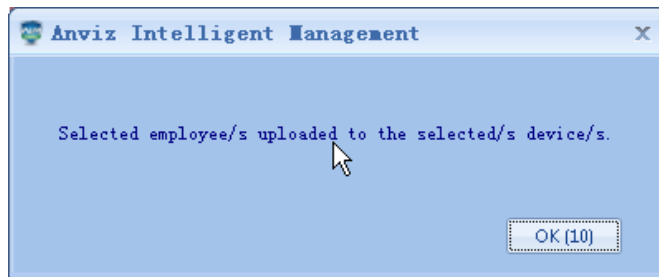 Anviz Intelligent Management
Selected employee/s uploaded to the selected/s device/s.
OK (10)